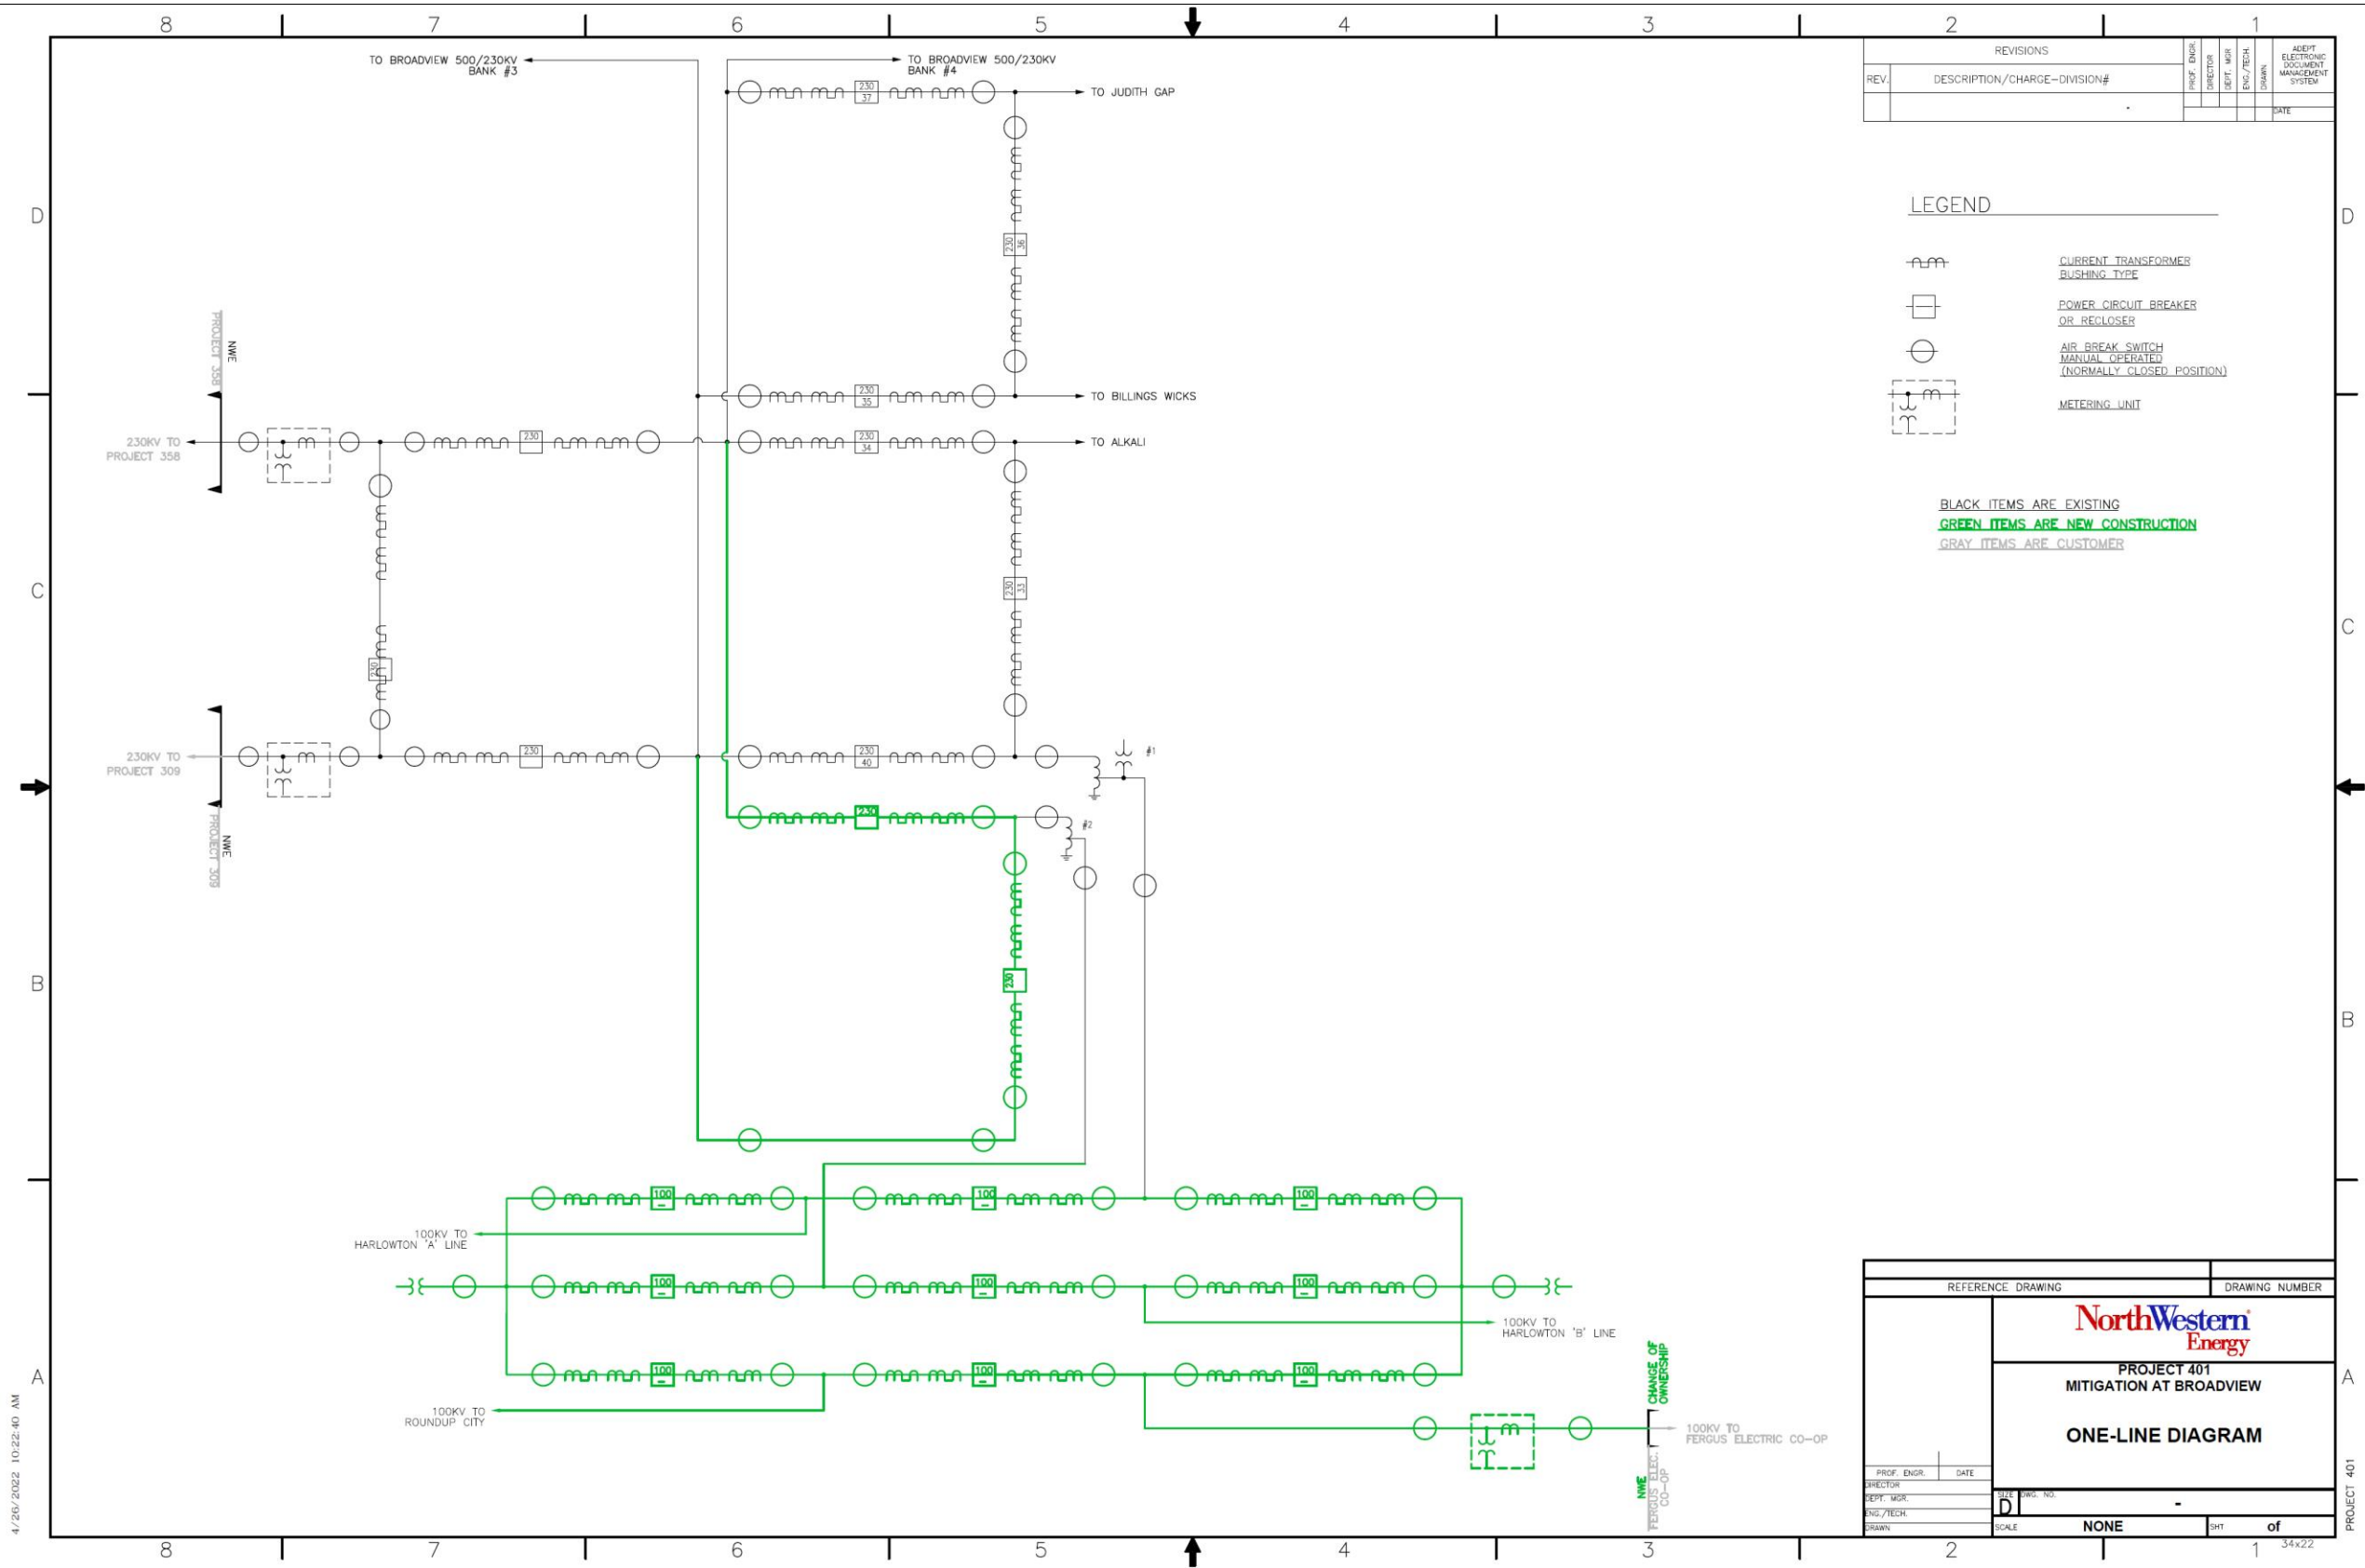 8 7 6 5 4 3 2 1
TO BROADVIEW 500/230KV
BANK #3
TO BROADVIEW 500/230KV
BANK #4
230
37
TO JUDITH GAP
230
36
230
35
TO BILLINGS WICKS
230
34
TO ALKALI
230
33
PROJECT 358
NWE
230KV TO
PROJECT 358
230
230
230KV TO
PROJECT 309
230
230
40
#1
PROJECT 309
NWE
230
#2
230
100
100
100
100KV TO
HARLOWTON 'A' LINE
100
100
100
100KV TO
HARLOWTON 'B' LINE
100
100
100
100KV TO
ROUNDUP CITY
CHANGE OF
OWNERSHIP
100KV TO
FERGUS ELECTRIC CO-OP
NWE
FERGUS ELEC.
CO-OP
REVISIONS
REV.
DESCRIPTION/CHARGE-DIVISION#
PROF. ENGR.
DIRECTOR
DEPT. MGR
ENG./TECH.
DRAWN
ADEPT
ELECTRONIC
DOCUMENT
MANAGEMENT
SYSTEM
DATE
LEGEND
CURRENT TRANSFORMER
BUSHING TYPE
POWER CIRCUIT BREAKER
OR RECLOSER
AIR BREAK SWITCH
MANUAL OPERATED
(NORMALLY CLOSED POSITION)
METERING UNIT
BLACK ITEMS ARE EXISTING
GREEN ITEMS ARE NEW CONSTRUCTION
GRAY ITEMS ARE CUSTOMER
D
D
C
C
B
B
A
A
REFERENCE DRAWING
DRAWING NUMBER
NorthWestern
Energy
PROJECT 401
MITIGATION AT BROADVIEW
ONE-LINE DIAGRAM
PROF. ENGR.
DATE
DIRECTOR
DEPT. MGR.
ENG./TECH.
DRAWN
SIZE
D
DWG. NO.
-
SCALE
NONE
SHT
of
34x22
PROJECT 401
4/26/2022 10:22:40 AM
8 7 6 5 4 3 2 1